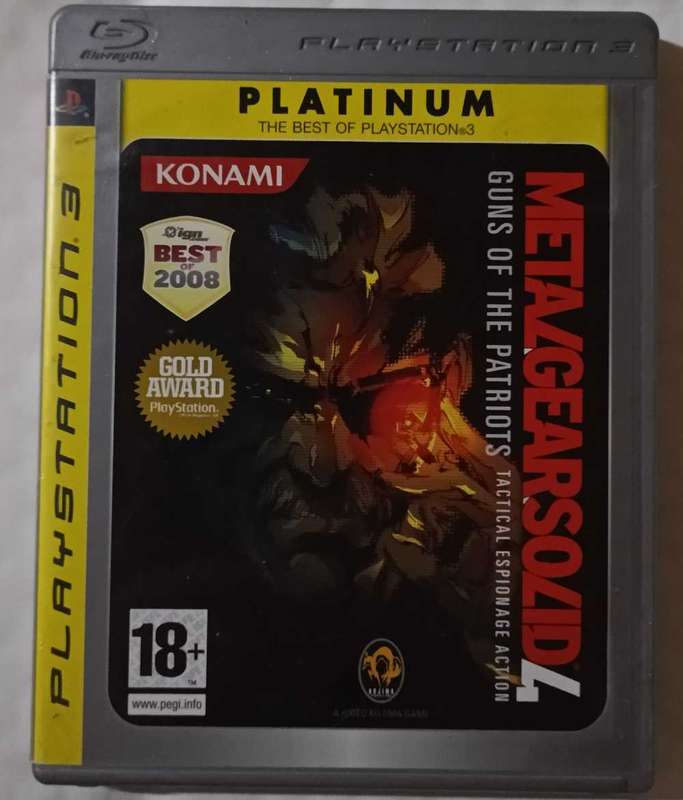 Blu-ray Disc
PLAYSTATION 3
PLATINUM
THE BEST OF PLAYSTATION®3
PLAYSTATION 3
KONAMI
ign
BEST
OF
2008
GOLD
AWARD
PlayStation
METAL GEAR SOLID 4
GUNS OF THE PATRIOTS TACTICAL ESPIONAGE ACTION
18+
™
www.pegi.info
KOJIMA
A HIDEO KOJIMA GAME